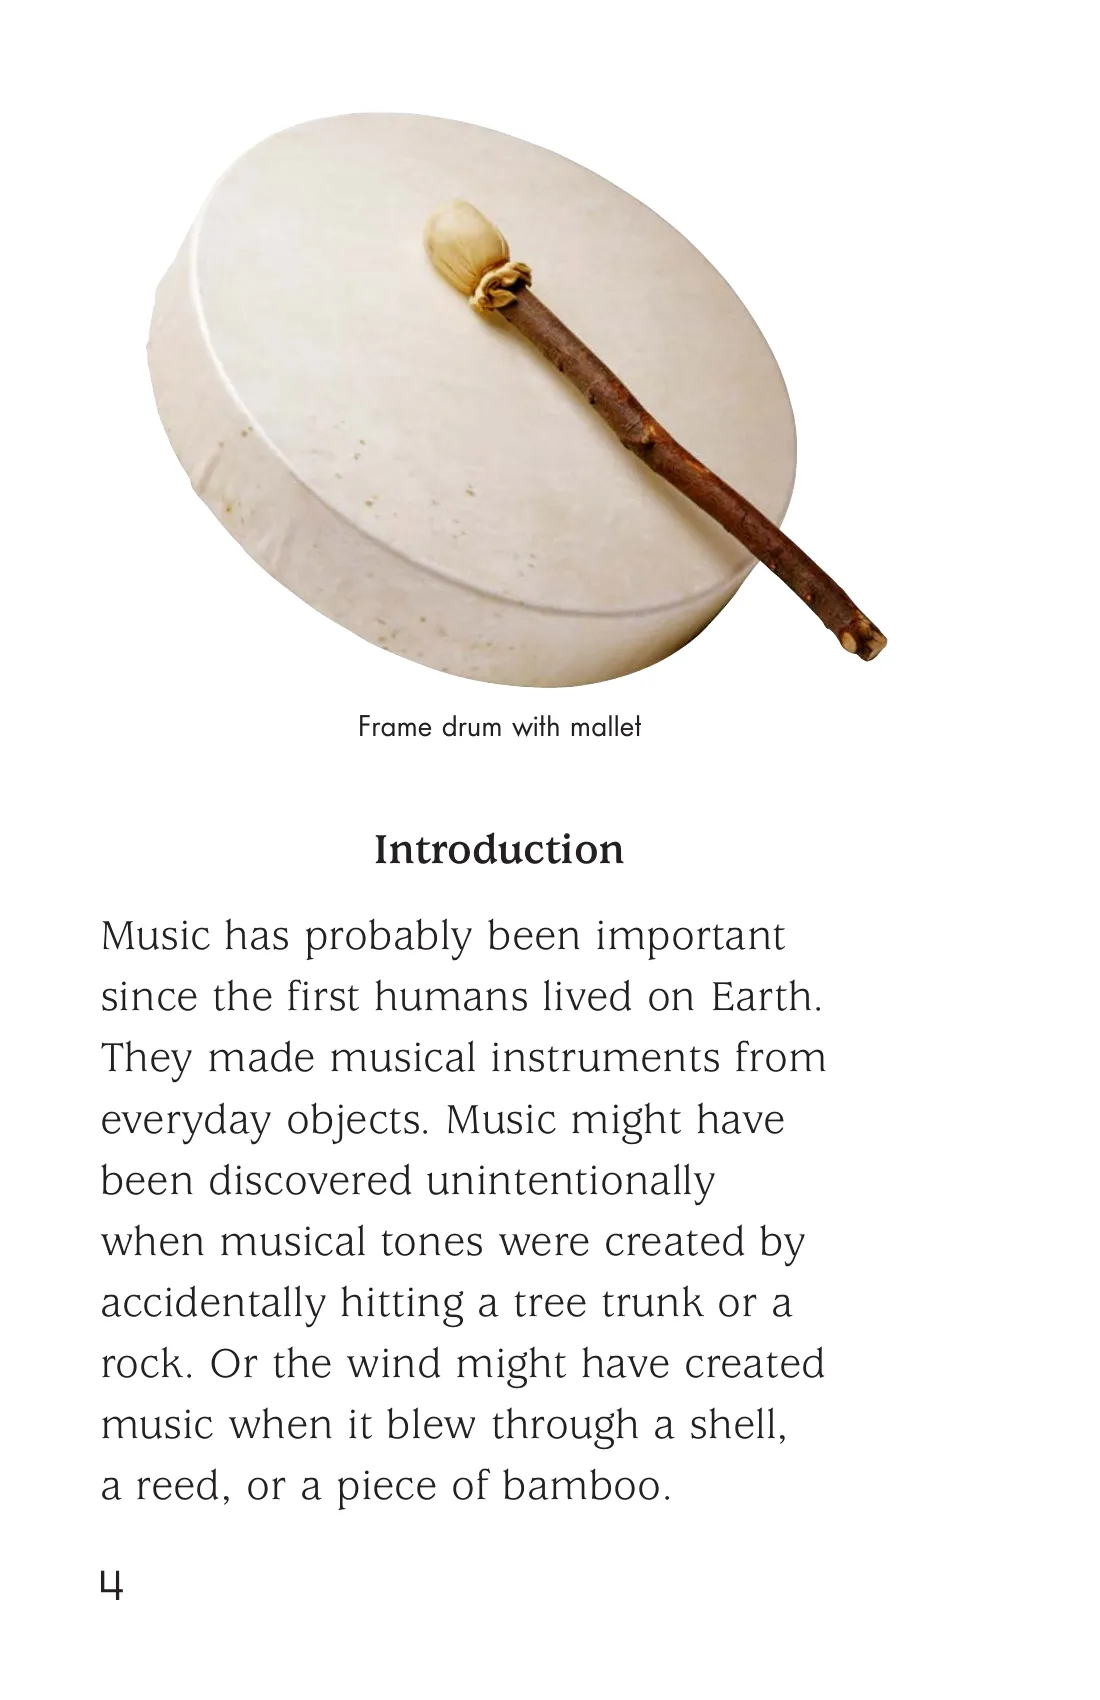 Frame drum with mallet
Introduction
Music has probably been important
since the first humans lived on Earth.
They made musical instruments from
everyday objects. Music might have
been discovered unintentionally
when musical tones were created by
accidentally hitting a tree trunk or a
rock. Or the wind might have created
music when it blew through a shell,
a reed, or a piece of bamboo.
4